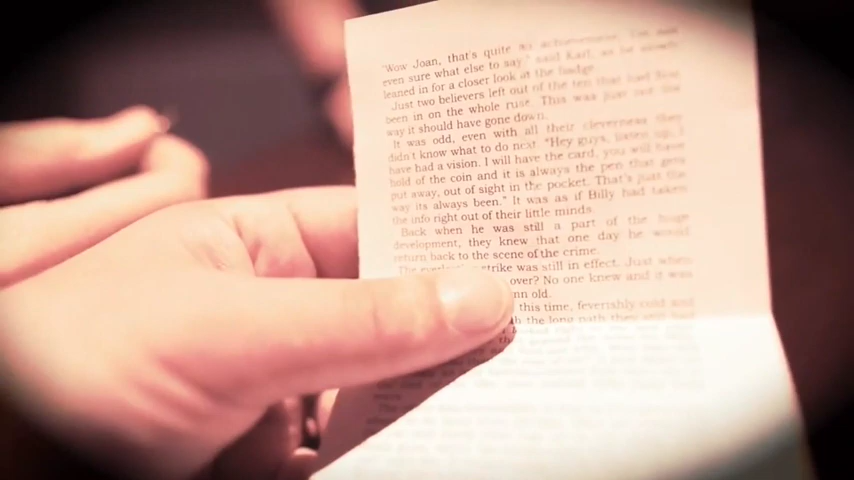 "Wow Joan, that's quite an achievement. I'm not
even sure what else to say," said Karl, as he slowly
leaned in for a closer look at the badge.
Just two believers left out of the ten that had first
been in on the whole ruse. This was just not the
way it should have gone down.
It was odd, even with all their cleverness they
didn't know what to do next. "Hey guys, listen up, I
have had a vision. I will have the card, you will have
hold of the coin and it is always the pen that gets
put away, out of sight in the pocket. That's just the
way its always been." It was as if Billy had taken
the info right out of their little minds.
Back when he was still a part of the huge
development, they knew that one day he would
return back to the scene of the crime.
The strike was still in effect. Just when
over? No one knew and it was
old.
this time, feverishly cold and
the long path they